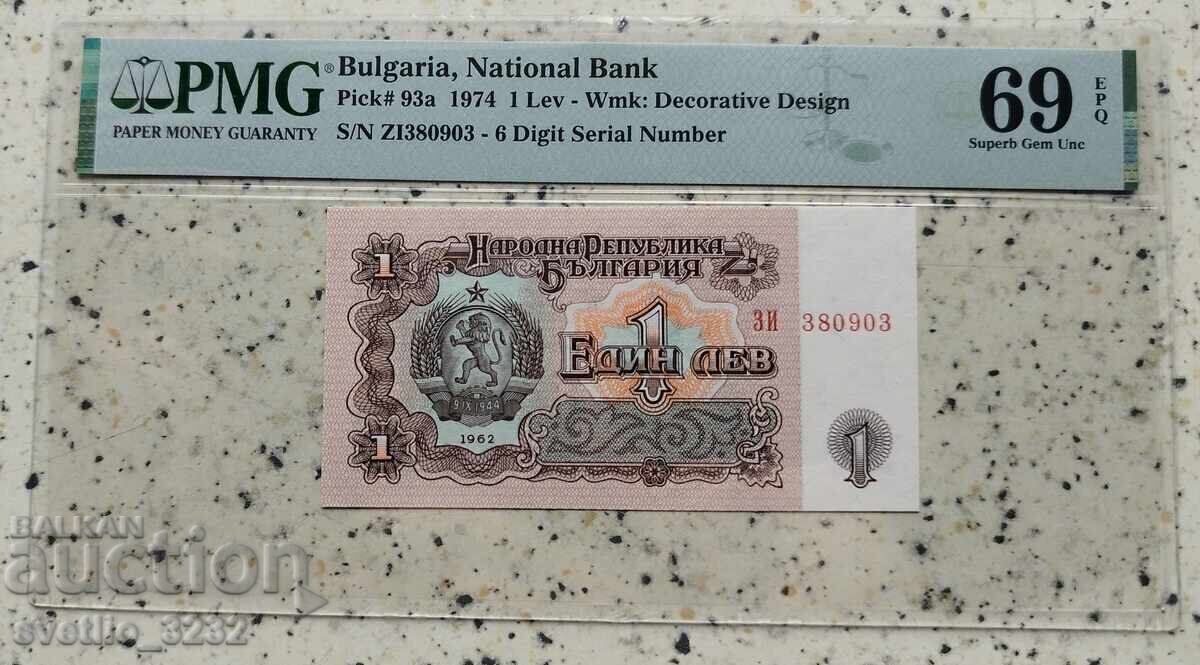 PMG®
PAPER MONEY GUARANTY
Bulgaria, National Bank
Pick# 93a 1974 1 Lev - Wmk: Decorative Design
S/N ZI380903 - 6 Digit Serial Number
69
EPQ
Superb Gem Unc
1
НАРОДНА РЕПУБЛИКА
БЪЛГАРИЯ
1
ЗИ 380903
ЕДИН ЛЕВ
9 IX 1944
1962
1
1
BALKAN
auction
svetlio_3232